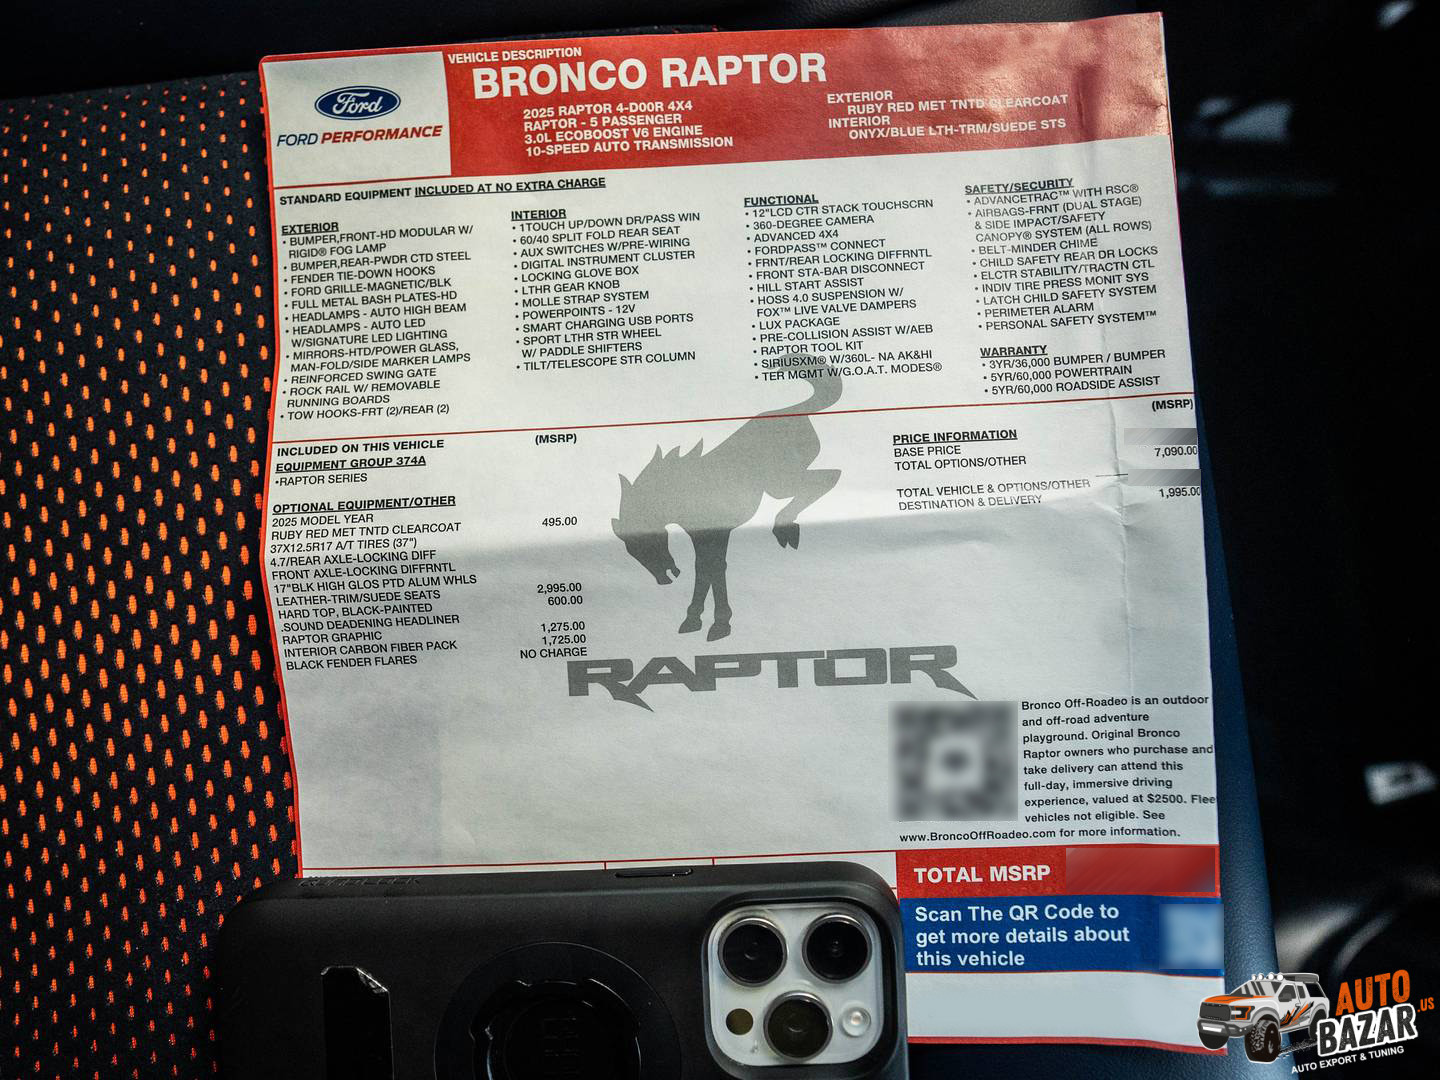 Ford
FORD PERFORMANCE
VEHICLE DESCRIPTION
BRONCO RAPTOR
2025 RAPTOR 4-DOOR 4X4
RAPTOR - 5 PASSENGER
3.0L ECOBOOST V6 ENGINE
10-SPEED AUTO TRANSMISSION
EXTERIOR
RUBY RED MET TNTD CLEARCOAT
INTERIOR
ONYX/BLUE LTH-TRM/SUEDE STS
STANDARD EQUIPMENT INCLUDED AT NO EXTRA CHARGE
EXTERIOR
• BUMPER,FRONT-HD MODULAR W/
RIGID® FOG LAMP
• BUMPER,REAR-PWDR CTD STEEL
• FENDER TIE-DOWN HOOKS
• FORD GRILLE-MAGNETIC/BLK
• FULL METAL BASH PLATES-HD
• HEADLAMPS - AUTO HIGH BEAM
• HEADLAMPS - AUTO LED
W/SIGNATURE LED LIGHTING
• MIRRORS-HTD/POWER GLASS,
MAN-FOLD/SIDE MARKER LAMPS
• REINFORCED SWING GATE
• ROCK RAIL W/ REMOVABLE
RUNNING BOARDS
• TOW HOOKS-FRT (2)/REAR (2)
INTERIOR
• 1TOUCH UP/DOWN DR/PASS WIN
• 60/40 SPLIT FOLD REAR SEAT
• AUX SWITCHES W/PRE-WIRING
• DIGITAL INSTRUMENT CLUSTER
• LOCKING GLOVE BOX
• LTHR GEAR KNOB
• MOLLE STRAP SYSTEM
• POWERPOINTS - 12V
• SMART CHARGING USB PORTS
• SPORT LTHR STR WHEEL
W/ PADDLE SHIFTERS
• TILT/TELESCOPE STR COLUMN
FUNCTIONAL
• 12"LCD CTR STACK TOUCHSCRN
• 360-DEGREE CAMERA
• ADVANCED 4X4
• FORDPASS™ CONNECT
• FRNT/REAR LOCKING DIFFRNTL
• FRONT STA-BAR DISCONNECT
• HILL START ASSIST
• HOSS 4.0 SUSPENSION W/
FOX™ LIVE VALVE DAMPERS
• LUX PACKAGE
• PRE-COLLISION ASSIST W/AEB
• RAPTOR TOOL KIT
• SIRIUSXM® W/360L- NA AK&HI
• TER MGMT W/G.O.A.T. MODES®
SAFETY/SECURITY
• ADVANCETRAC™ WITH RSC®
• AIRBAGS-FRNT (DUAL STAGE)
& SIDE IMPACT/SAFETY
CANOPY® SYSTEM (ALL ROWS)
• BELT-MINDER CHIME
• CHILD SAFETY REAR DR LOCKS
• ELCTR STABILITY/TRACTN CTL
• INDIV TIRE PRESS MONIT SYS
• LATCH CHILD SAFETY SYSTEM
• PERIMETER ALARM
• PERSONAL SAFETY SYSTEM™
WARRANTY
• 3YR/36,000 BUMPER / BUMPER
• 5YR/60,000 POWERTRAIN
• 5YR/60,000 ROADSIDE ASSIST
INCLUDED ON THIS VEHICLE (MSRP)
EQUIPMENT GROUP 374A
•RAPTOR SERIES
OPTIONAL EQUIPMENT/OTHER
2025 MODEL YEAR
RUBY RED MET TNTD CLEARCOAT 495.00
37X12.5R17 A/T TIRES (37")
4.7/REAR AXLE-LOCKING DIFF
FRONT AXLE-LOCKING DIFFRNTL
17"BLK HIGH GLOS PTD ALUM WHLS
LEATHER-TRIM/SUEDE SEATS 2,995.00
HARD TOP, BLACK-PAINTED 600.00
.SOUND DEADENING HEADLINER
RAPTOR GRAPHIC 1,275.00
INTERIOR CARBON FIBER PACK 1,725.00
BLACK FENDER FLARES NO CHARGE
(MSRP)
PRICE INFORMATION
BASE PRICE
TOTAL OPTIONS/OTHER 7,090.00
TOTAL VEHICLE & OPTIONS/OTHER
DESTINATION & DELIVERY 1,995.00
RAPTOR
Bronco Off-Roadeo is an outdoor
and off-road adventure
playground. Original Bronco
Raptor owners who purchase and
take delivery can attend this
full-day, immersive driving
experience, valued at $2500. Flee
vehicles not eligible. See
www.BroncoOffRoadeo.com for more information.
TOTAL MSRP
Scan The QR Code to
get more details about
this vehicle
AUTO
BAZAR.US
AUTO EXPORT & TUNING